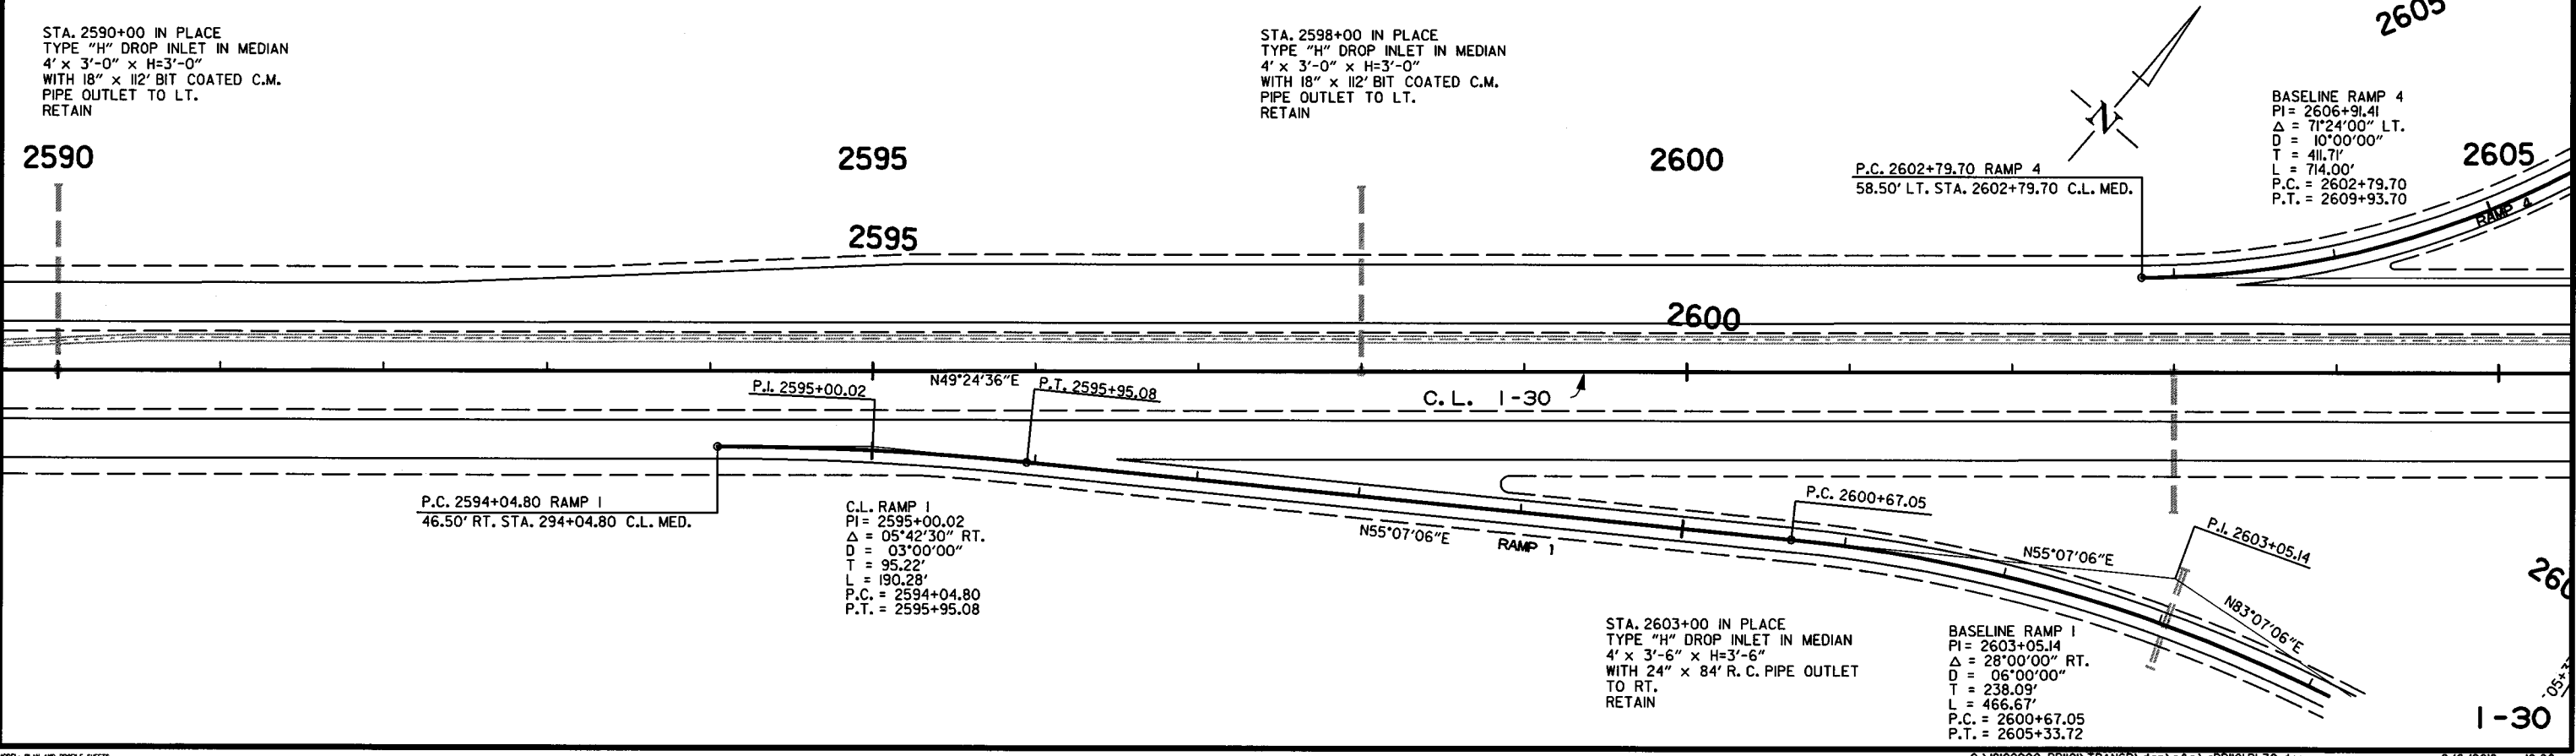 STA. 2590+00 IN PLACE
TYPE "H" DROP INLET IN MEDIAN
4' x 3'-0" x H=3'-0"
WITH 18" x 112' BIT COATED C.M.
PIPE OUTLET TO LT.
RETAIN
STA. 2598+00 IN PLACE
TYPE "H" DROP INLET IN MEDIAN
4' x 3'-0" x H=3'-0"
WITH 18" x 112' BIT COATED C.M.
PIPE OUTLET TO LT.
RETAIN
N
2605
BASELINE RAMP 4
PI= 2606+91.41
Δ = 71°24'00" LT.
D = 10°00'00"
T = 411.71'
L = 714.00'
P.C. = 2602+79.70
P.T. = 2609+93.70
2590
2595
2600
2605
P.C. 2602+79.70 RAMP 4
58.50' LT. STA. 2602+79.70 C.L. MED.
RAMP 4
2595
2600
P.I. 2595+00.02
N49°24'36"E
P.T. 2595+95.08
C.L. I-30
P.C. 2594+04.80 RAMP 1
46.50' RT. STA. 294+04.80 C.L. MED.
C.L. RAMP 1
PI= 2595+00.02
Δ = 05°42'30" RT.
D = 03°00'00"
T = 95.22'
L = 190.28'
P.C. = 2594+04.80
P.T. = 2595+95.08
N55°07'06"E
RAMP 1
P.C. 2600+67.05
N55°07'06"E
P.I. 2603+05.14
N83°07'06"E
STA. 2603+00 IN PLACE
TYPE "H" DROP INLET IN MEDIAN
4' x 3'-6" x H=3'-6"
WITH 24" x 84' R.C. PIPE OUTLET
TO RT.
RETAIN
BASELINE RAMP 1
PI= 2603+05.14
Δ = 28°00'00" RT.
D = 06°00'00"
T = 238.09'
L = 466.67'
P.C. = 2600+67.05
P.T. = 2605+33.72
I-30